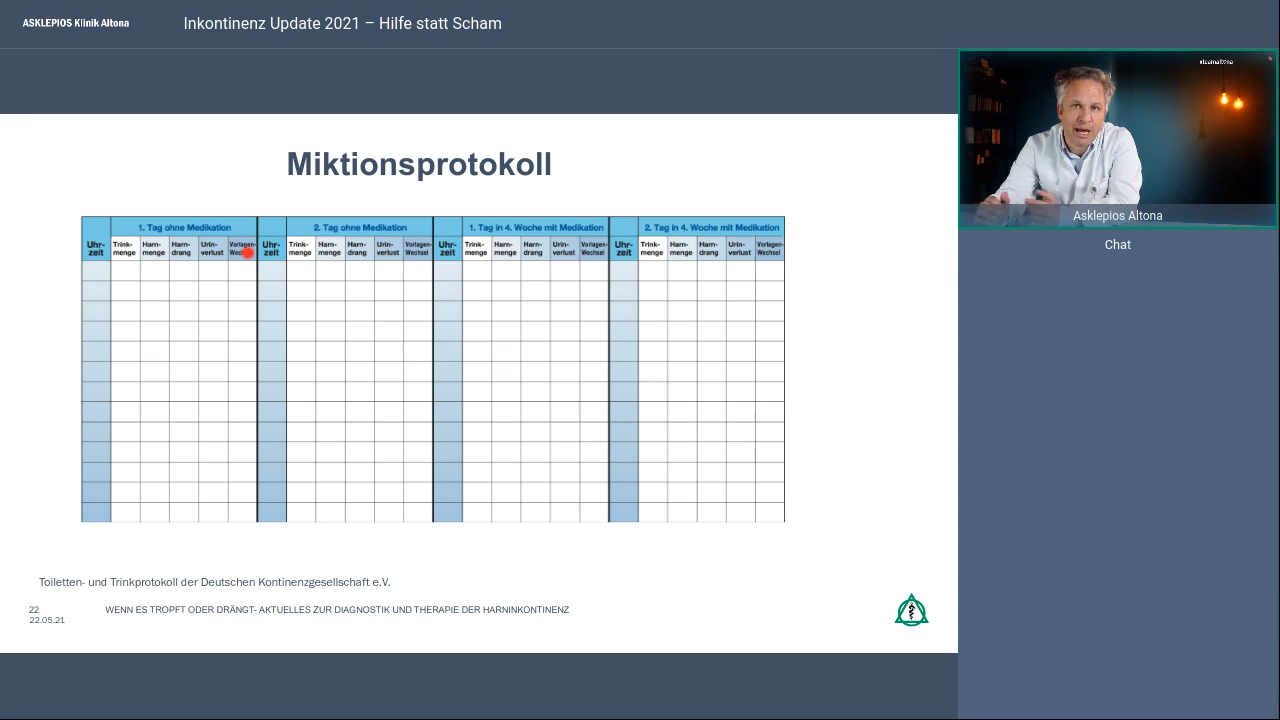 ASKLEPIOS Klinik Altona
Inkontinenz Update 2021 – Hilfe statt Scham
#teamaltona
Asklepios Altona
Chat
Miktionsprotokoll
1. Tag ohne Medikation 2. Tag ohne Medikation 1. Tag in 4. Woche mit Medikation 2. Tag in 4. Woche mit Medikation
Uhr- Trink- Harn- Harn- Urin- Vorlagen- Uhr- Trink- Harn- Harn- Urin- Vorlagen- Uhr- Trink- Harn- Harn- Urin- Vorlagen- Uhr- Trink- Harn- Harn- Urin- Vorlagen-
zeit menge menge drang verlust zeit menge menge drang verlust Wechsel zeit menge menge drang verlust Wechsel zeit menge menge drang verlust Wechsel
Toiletten- und Trinkprotokoll der Deutschen Kontinenzgesellschaft e.V.
22 WENN ES TROPFT ODER DRÄNGT- AKTUELLES ZUR DIAGNOSTIK UND THERAPIE DER HARNINKONTINENZ
22.05.21